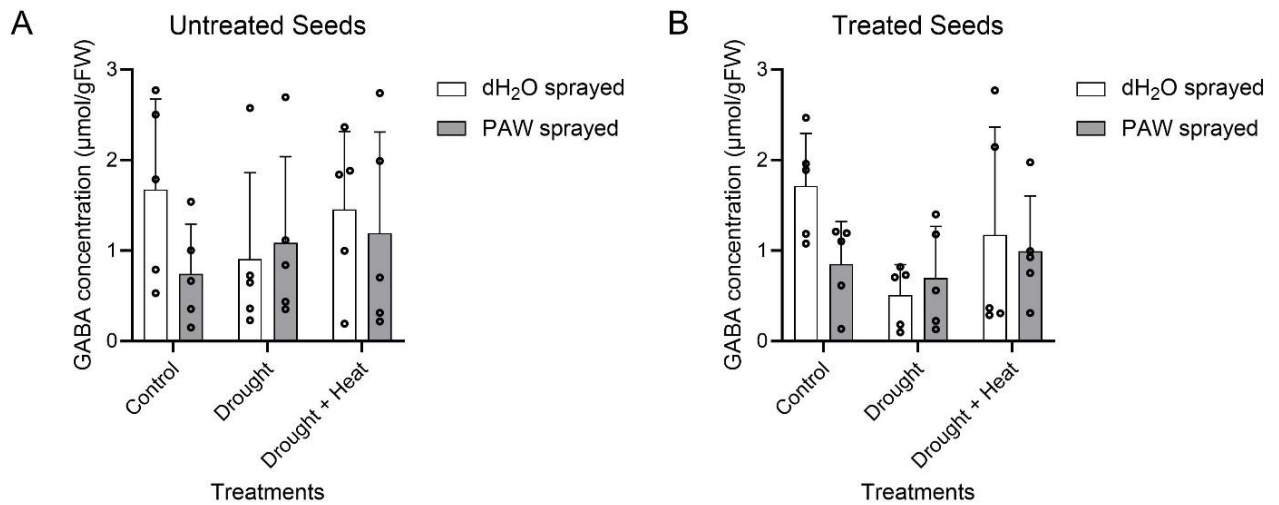 A
Untreated Seeds
GABA concentration (μmol/gFW)
3
2
1
0
Control
Drought
Drought + Heat
Treatments
dH₂O sprayed
PAW sprayed
B
Treated Seeds
GABA concentration (μmol/gFW)
3
2
1
0
Control
Drought
Drought + Heat
Treatments
dH₂O sprayed
PAW sprayed